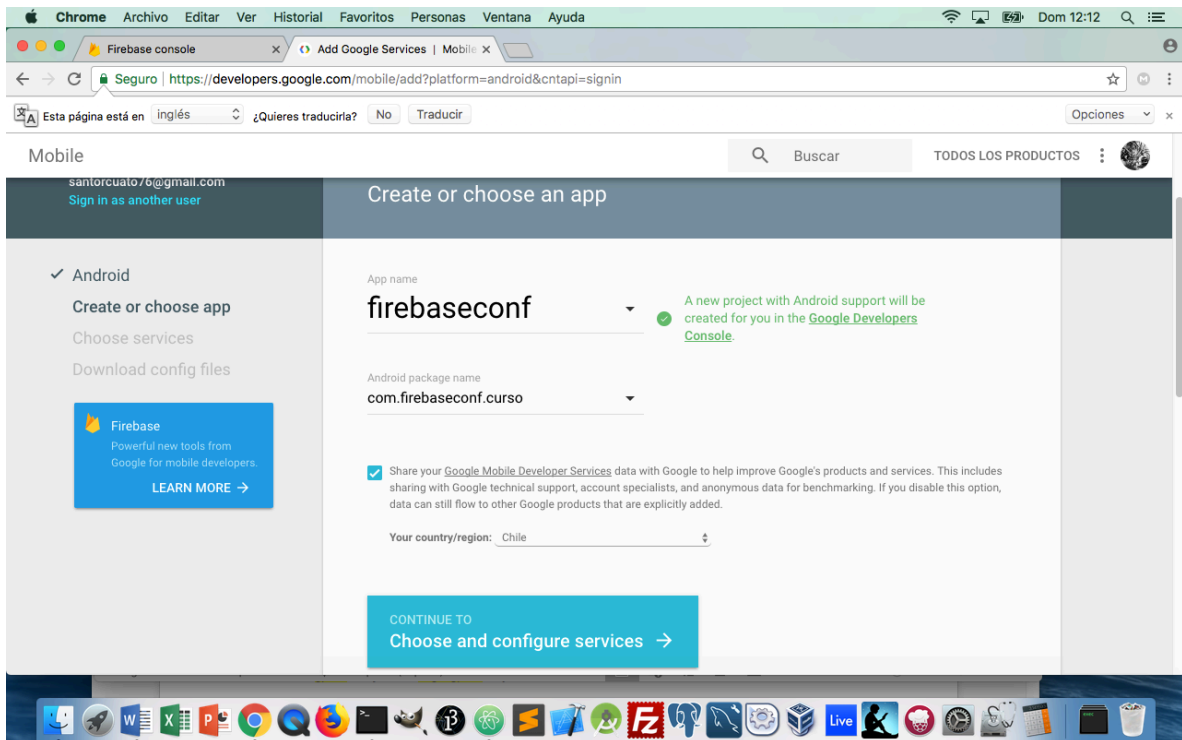 Chrome Archivo Editar Ver Historial Favoritos Personas Ventana Ayuda Dom 12:12
Firebase console
Add Google Services | Mobile
Seguro | https://developers.google.com/mobile/add?platform=android&cntapi=signin
Esta página está en inglés ¿Quieres traducirla? No Traducir Opciones
Mobile
Buscar
TODOS LOS PRODUCTOS
santorcuato76@gmail.com
Sign in as another user
Create or choose an app
Android
Create or choose app
Choose services
Download config files
Firebase
Powerful new tools from
Google for mobile developers.
LEARN MORE →
App name
firebaseconf
A new project with Android support will be
created for you in the Google Developers
Console.
Android package name
com.firebaseconf.curso
Share your Google Mobile Developer Services data with Google to help improve Google's products and services. This includes
sharing with Google technical support, account specialists, and anonymous data for benchmarking. If you disable this option,
data can still flow to other Google products that are explicitly added.
Your country/region: Chile
CONTINUE TO
Choose and configure services →
Live